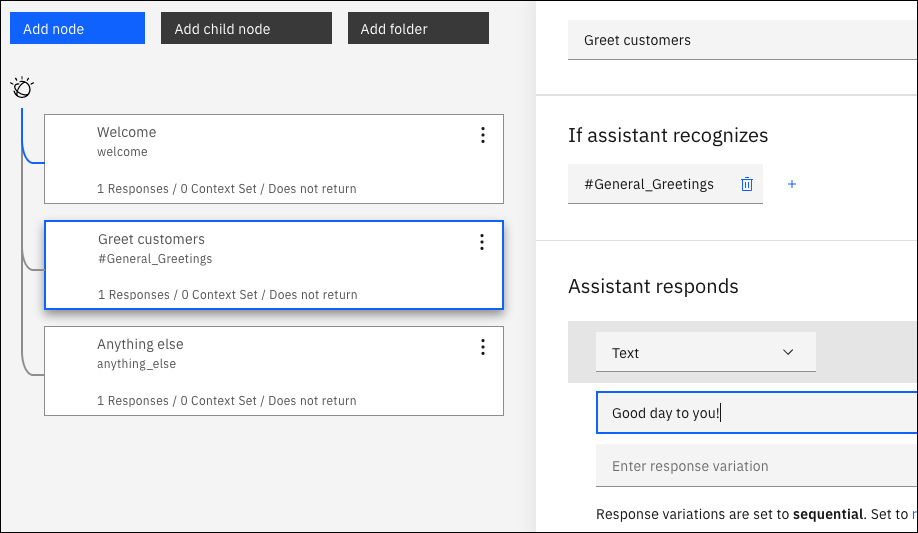 Add node
Add child node
Add folder
Welcome
welcome
1 Responses / 0 Context Set / Does not return
Greet customers
#General_Greetings
1 Responses / 0 Context Set / Does not return
Anything else
anything_else
1 Responses / 0 Context Set / Does not return
Greet customers
If assistant recognizes
#General_Greetings
Assistant responds
Text
Good day to you!
Enter response variation
Response variations are set to sequential. Set to